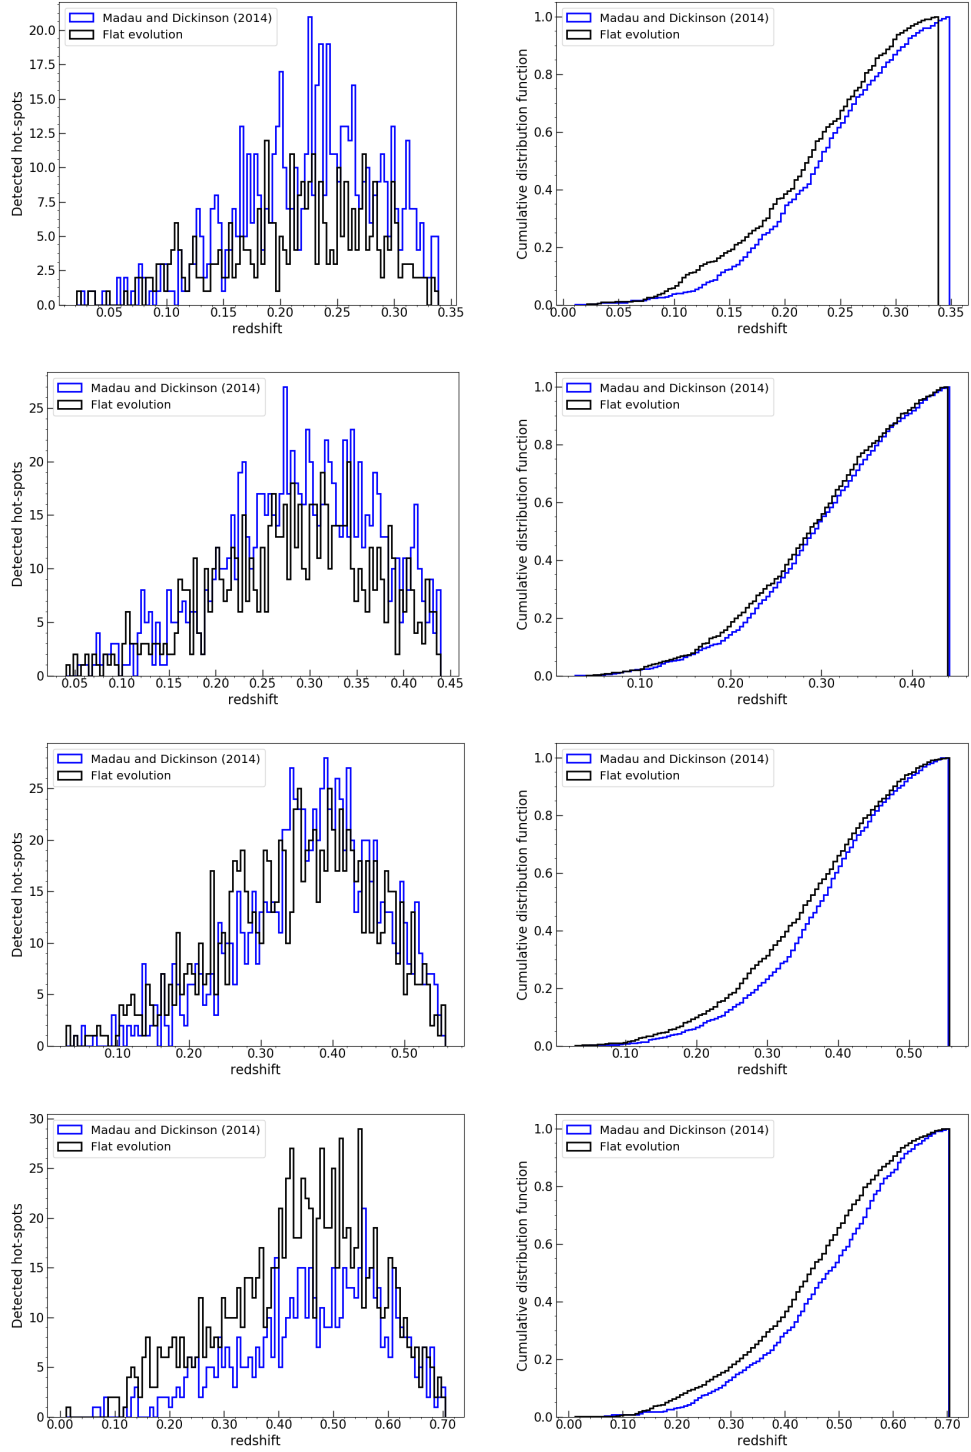 Madau and Dickinson (2014)
Flat evolution
Detected hot-spots
20.0
17.5
15.0
12.5
10.0
7.5
5.0
2.5
0.0
0.05 0.10 0.15 0.20 0.25 0.30 0.35
redshift
Madau and Dickinson (2014)
Flat evolution
Cumulative distribution function
1.0
0.8
0.6
0.4
0.2
0.0
0.00 0.05 0.10 0.15 0.20 0.25 0.30 0.35
redshift
Madau and Dickinson (2014)
Flat evolution
Detected hot-spots
25
20
15
10
5
0
0.05 0.10 0.15 0.20 0.25 0.30 0.35 0.40 0.45
redshift
Madau and Dickinson (2014)
Flat evolution
Cumulative distribution function
1.0
0.8
0.6
0.4
0.2
0.0
0.10 0.20 0.30 0.40
redshift
Madau and Dickinson (2014)
Flat evolution
Detected hot-spots
25
20
15
10
5
0
0.10 0.20 0.30 0.40 0.50
redshift
Madau and Dickinson (2014)
Flat evolution
Cumulative distribution function
1.0
0.8
0.6
0.4
0.2
0.0
0.10 0.20 0.30 0.40 0.50
redshift
Madau and Dickinson (2014)
Flat evolution
Detected hot-spots
30
25
20
15
10
5
0
0.00 0.10 0.20 0.30 0.40 0.50 0.60 0.70
redshift
Madau and Dickinson (2014)
Flat evolution
Cumulative distribution function
1.0
0.8
0.6
0.4
0.2
0.0
0.00 0.10 0.20 0.30 0.40 0.50 0.60 0.70
redshift